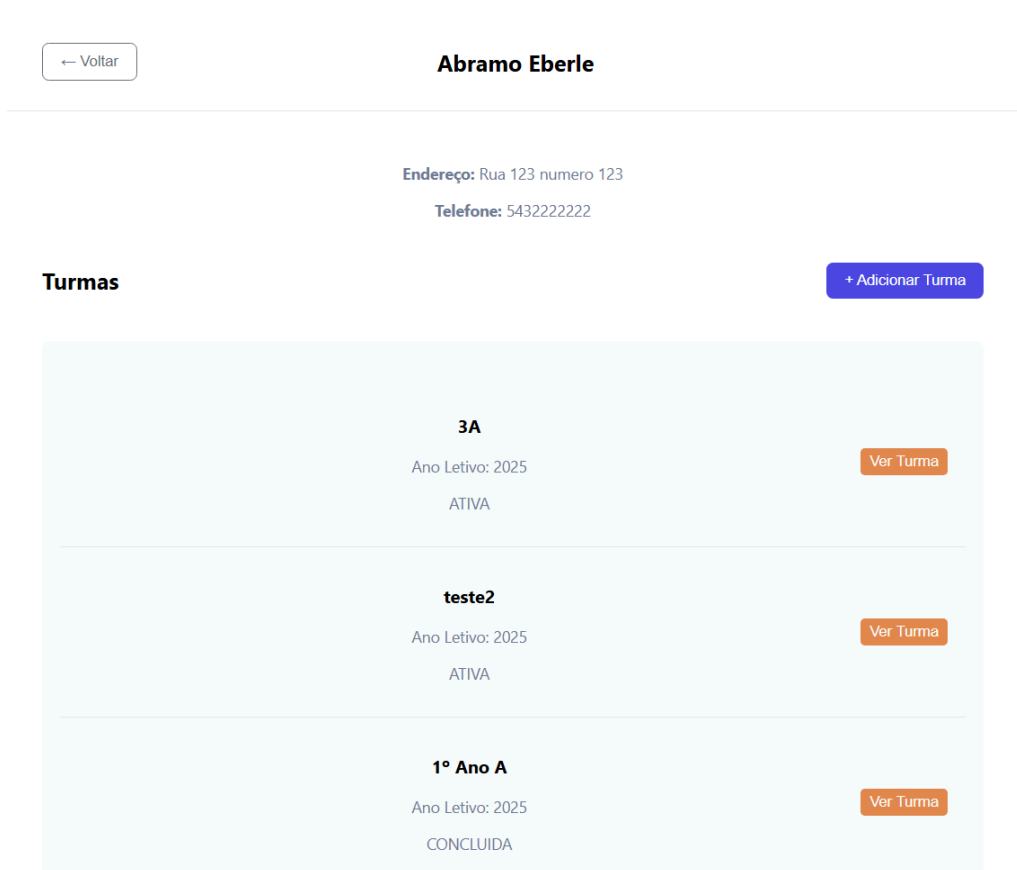 ← Voltar
Abramo Eberle
Endereço: Rua 123 numero 123
Telefone: 5432222222
Turmas
+ Adicionar Turma
3A
Ano Letivo: 2025
ATIVA
Ver Turma
teste2
Ano Letivo: 2025
ATIVA
Ver Turma
1º Ano A
Ano Letivo: 2025
CONCLUIDA
Ver Turma